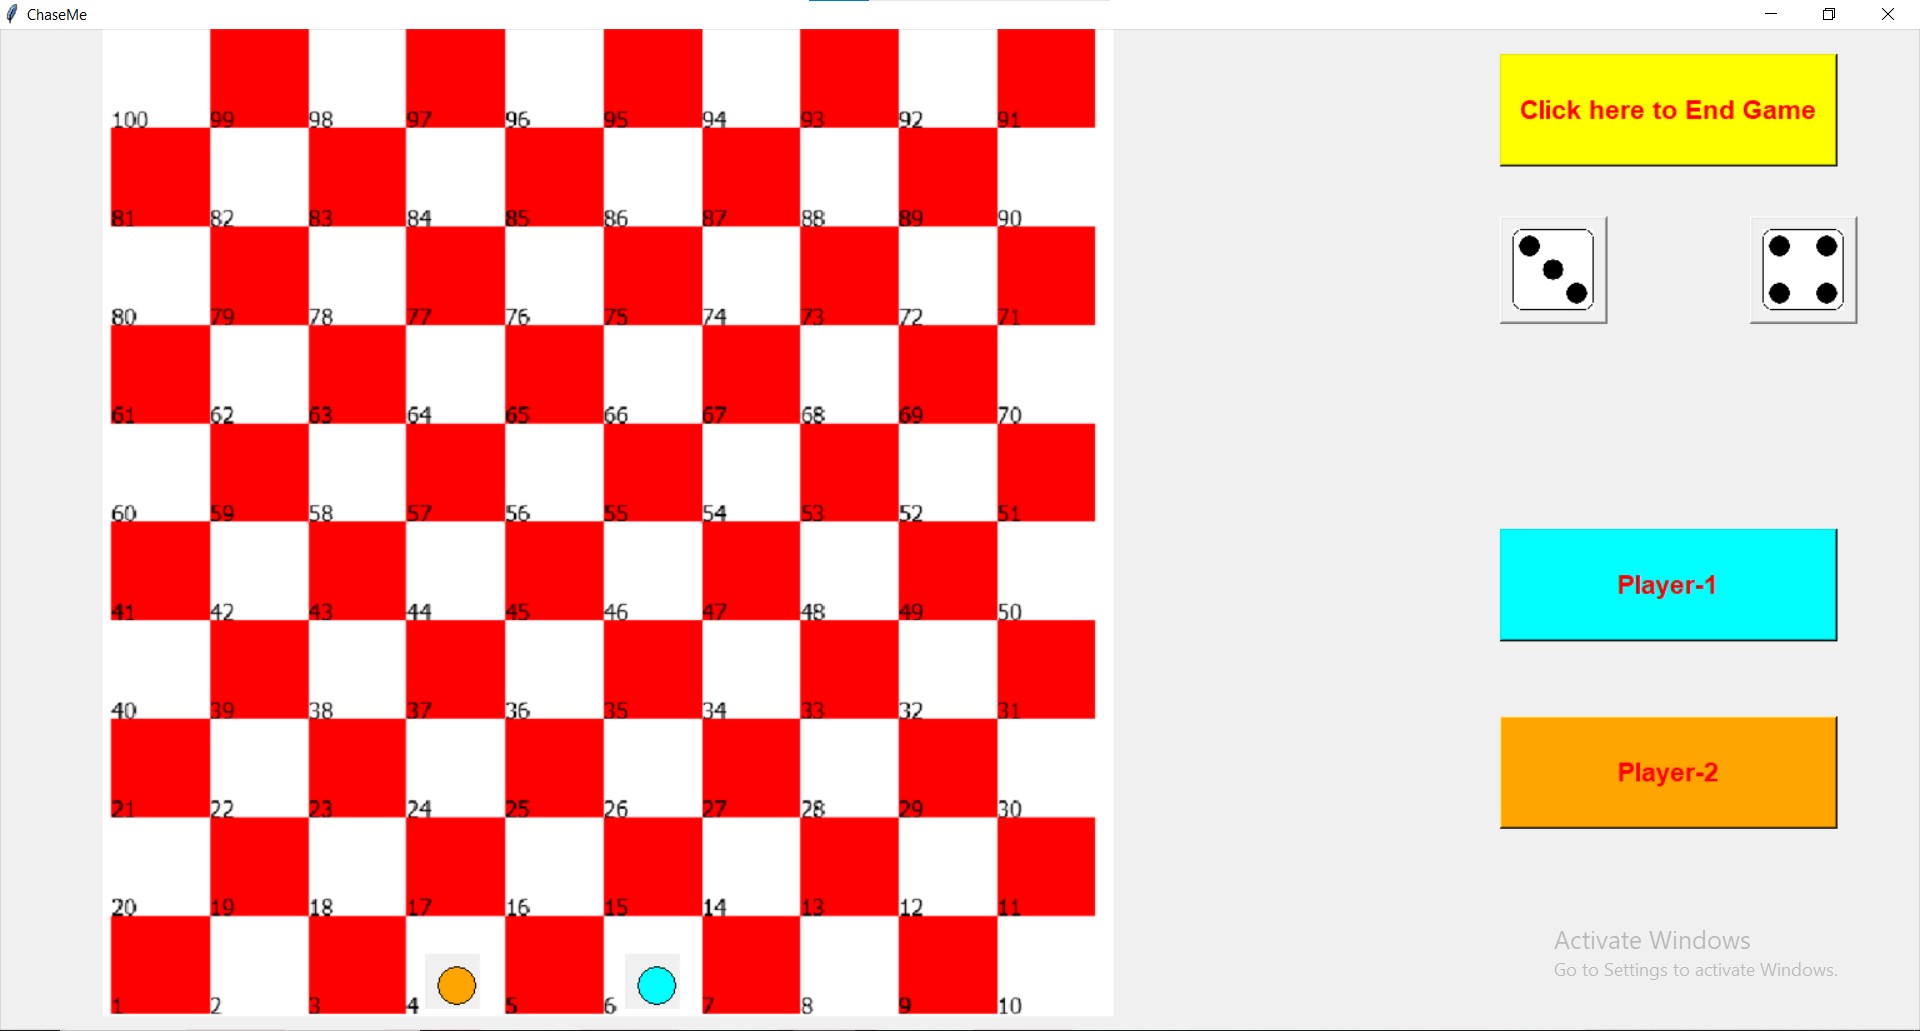 ChaseMe
Click here to End Game
100 99 98 97 96 95 94 93 92 91
81 82 83 84 85 86 87 88 89 90
80 79 78 77 76 75 74 73 72 71
61 62 63 64 65 66 67 68 69 70
60 59 58 57 56 55 54 53 52 51
41 42 43 44 45 46 47 48 49 50
Player-1
40 39 38 37 36 35 34 33 32 31
Player-2
21 22 23 24 25 26 27 28 29 30
20 19 18 17 16 15 14 13 12 11
1 2 3 4 5 6 7 8 9 10
Activate Windows
Go to Settings to activate Windows.